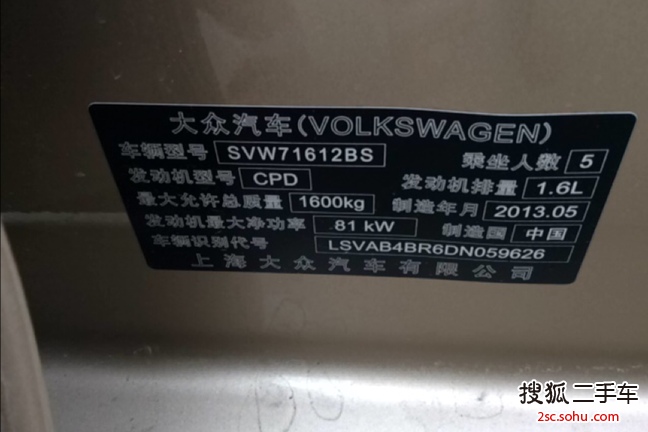 大众汽车(VOLKSWAGEN)
车辆型号 SVW71612BS 乘坐人数 5
发动机型号 CPD 发动机排量 1.6L
最大允许总质量 1600kg 制造年月 2013.05
发动机最大净功率 81 kW 制造国 中国
车辆识别代号 LSVAB4BR6DN059626
上海大众汽车有限公司
搜狐 二手车
2sc.sohu.com